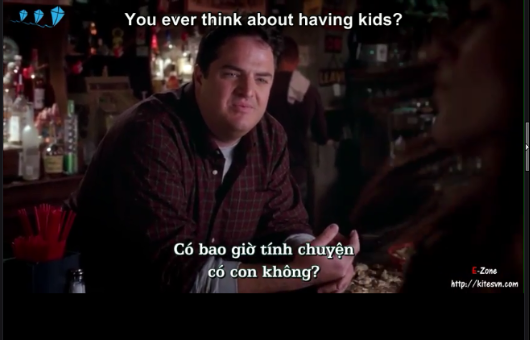 You ever think about having kids?
Có bao giờ tính chuyện
có con không?
E-Zone
http://kitesvn.com